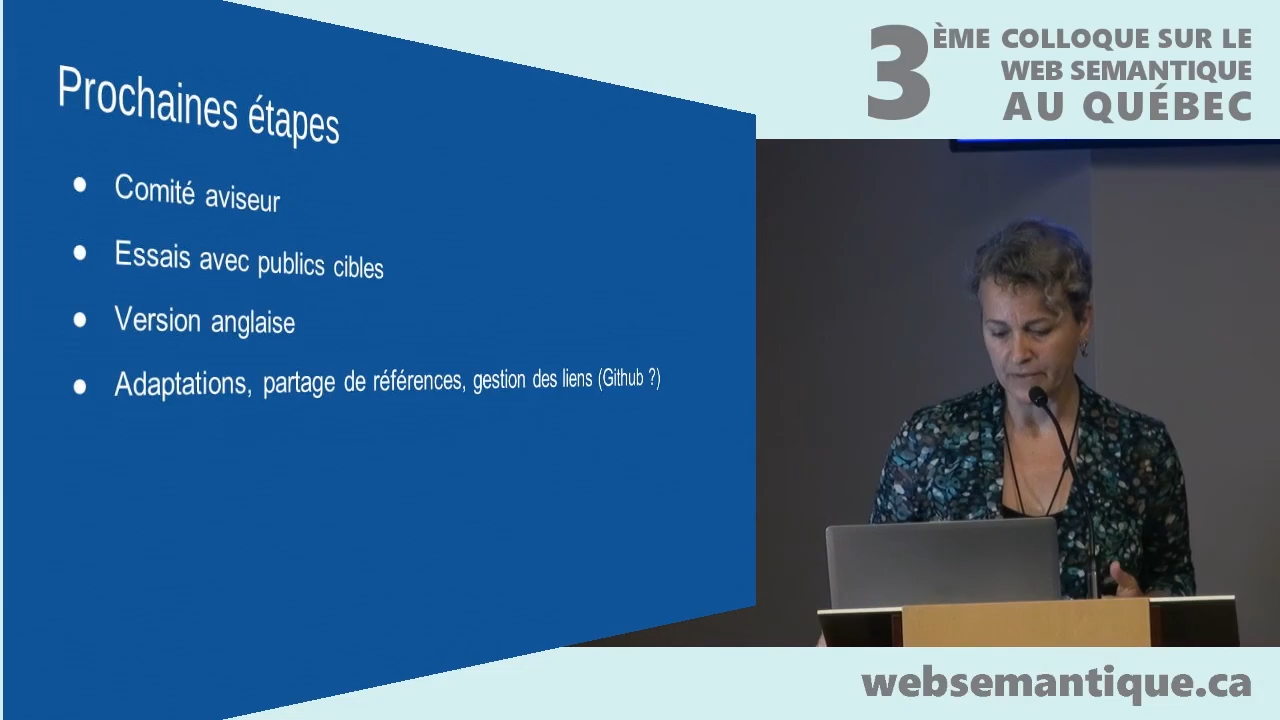 Prochaines étapes
Comité aviseur
Essais avec publics cibles
Version anglaise
Adaptations, partage de références, gestion des liens (Github ?)
3ÈME COLLOQUE SUR LE
WEB SEMANTIQUE
AU QUÉBEC
websemantique.ca